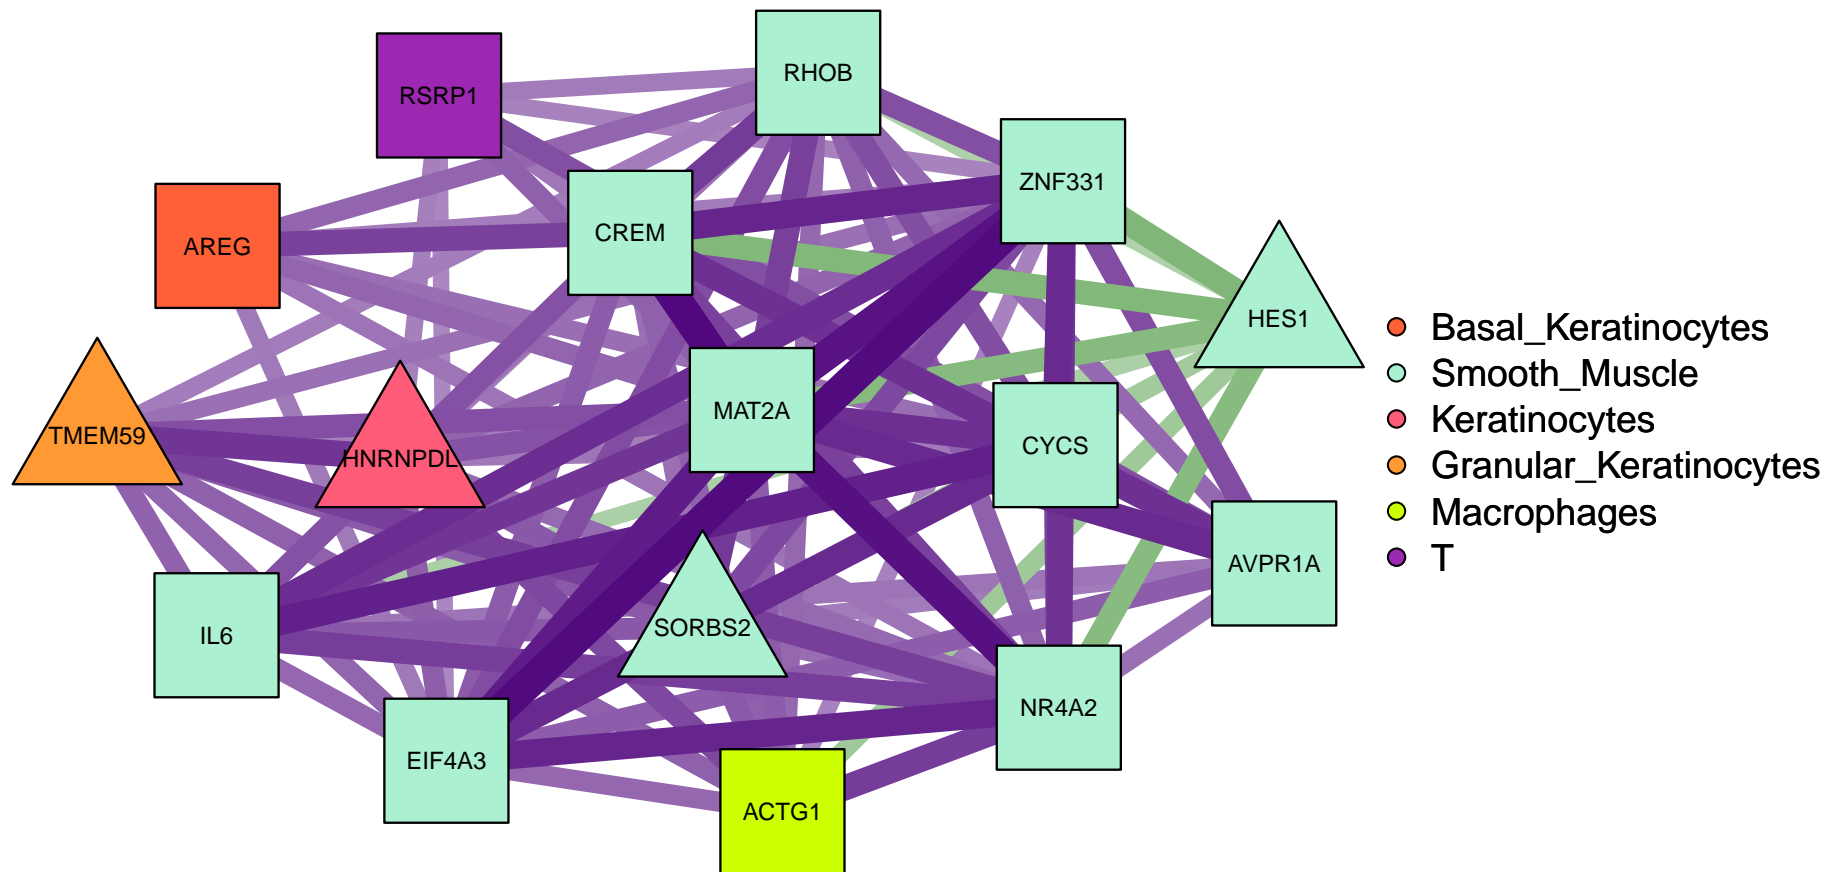 RHOB
RSRP1
ZNF331
CREM
AREG
HES1
Basal_Keratinocytes
Smooth_Muscle
Keratinocytes
Granular_Keratinocytes
Macrophages
T
MAT2A
TMEM59
CYCS
HNRNPDL
AVPR1A
SORBS2
IL6
NR4A2
EIF4A3
ACTG1